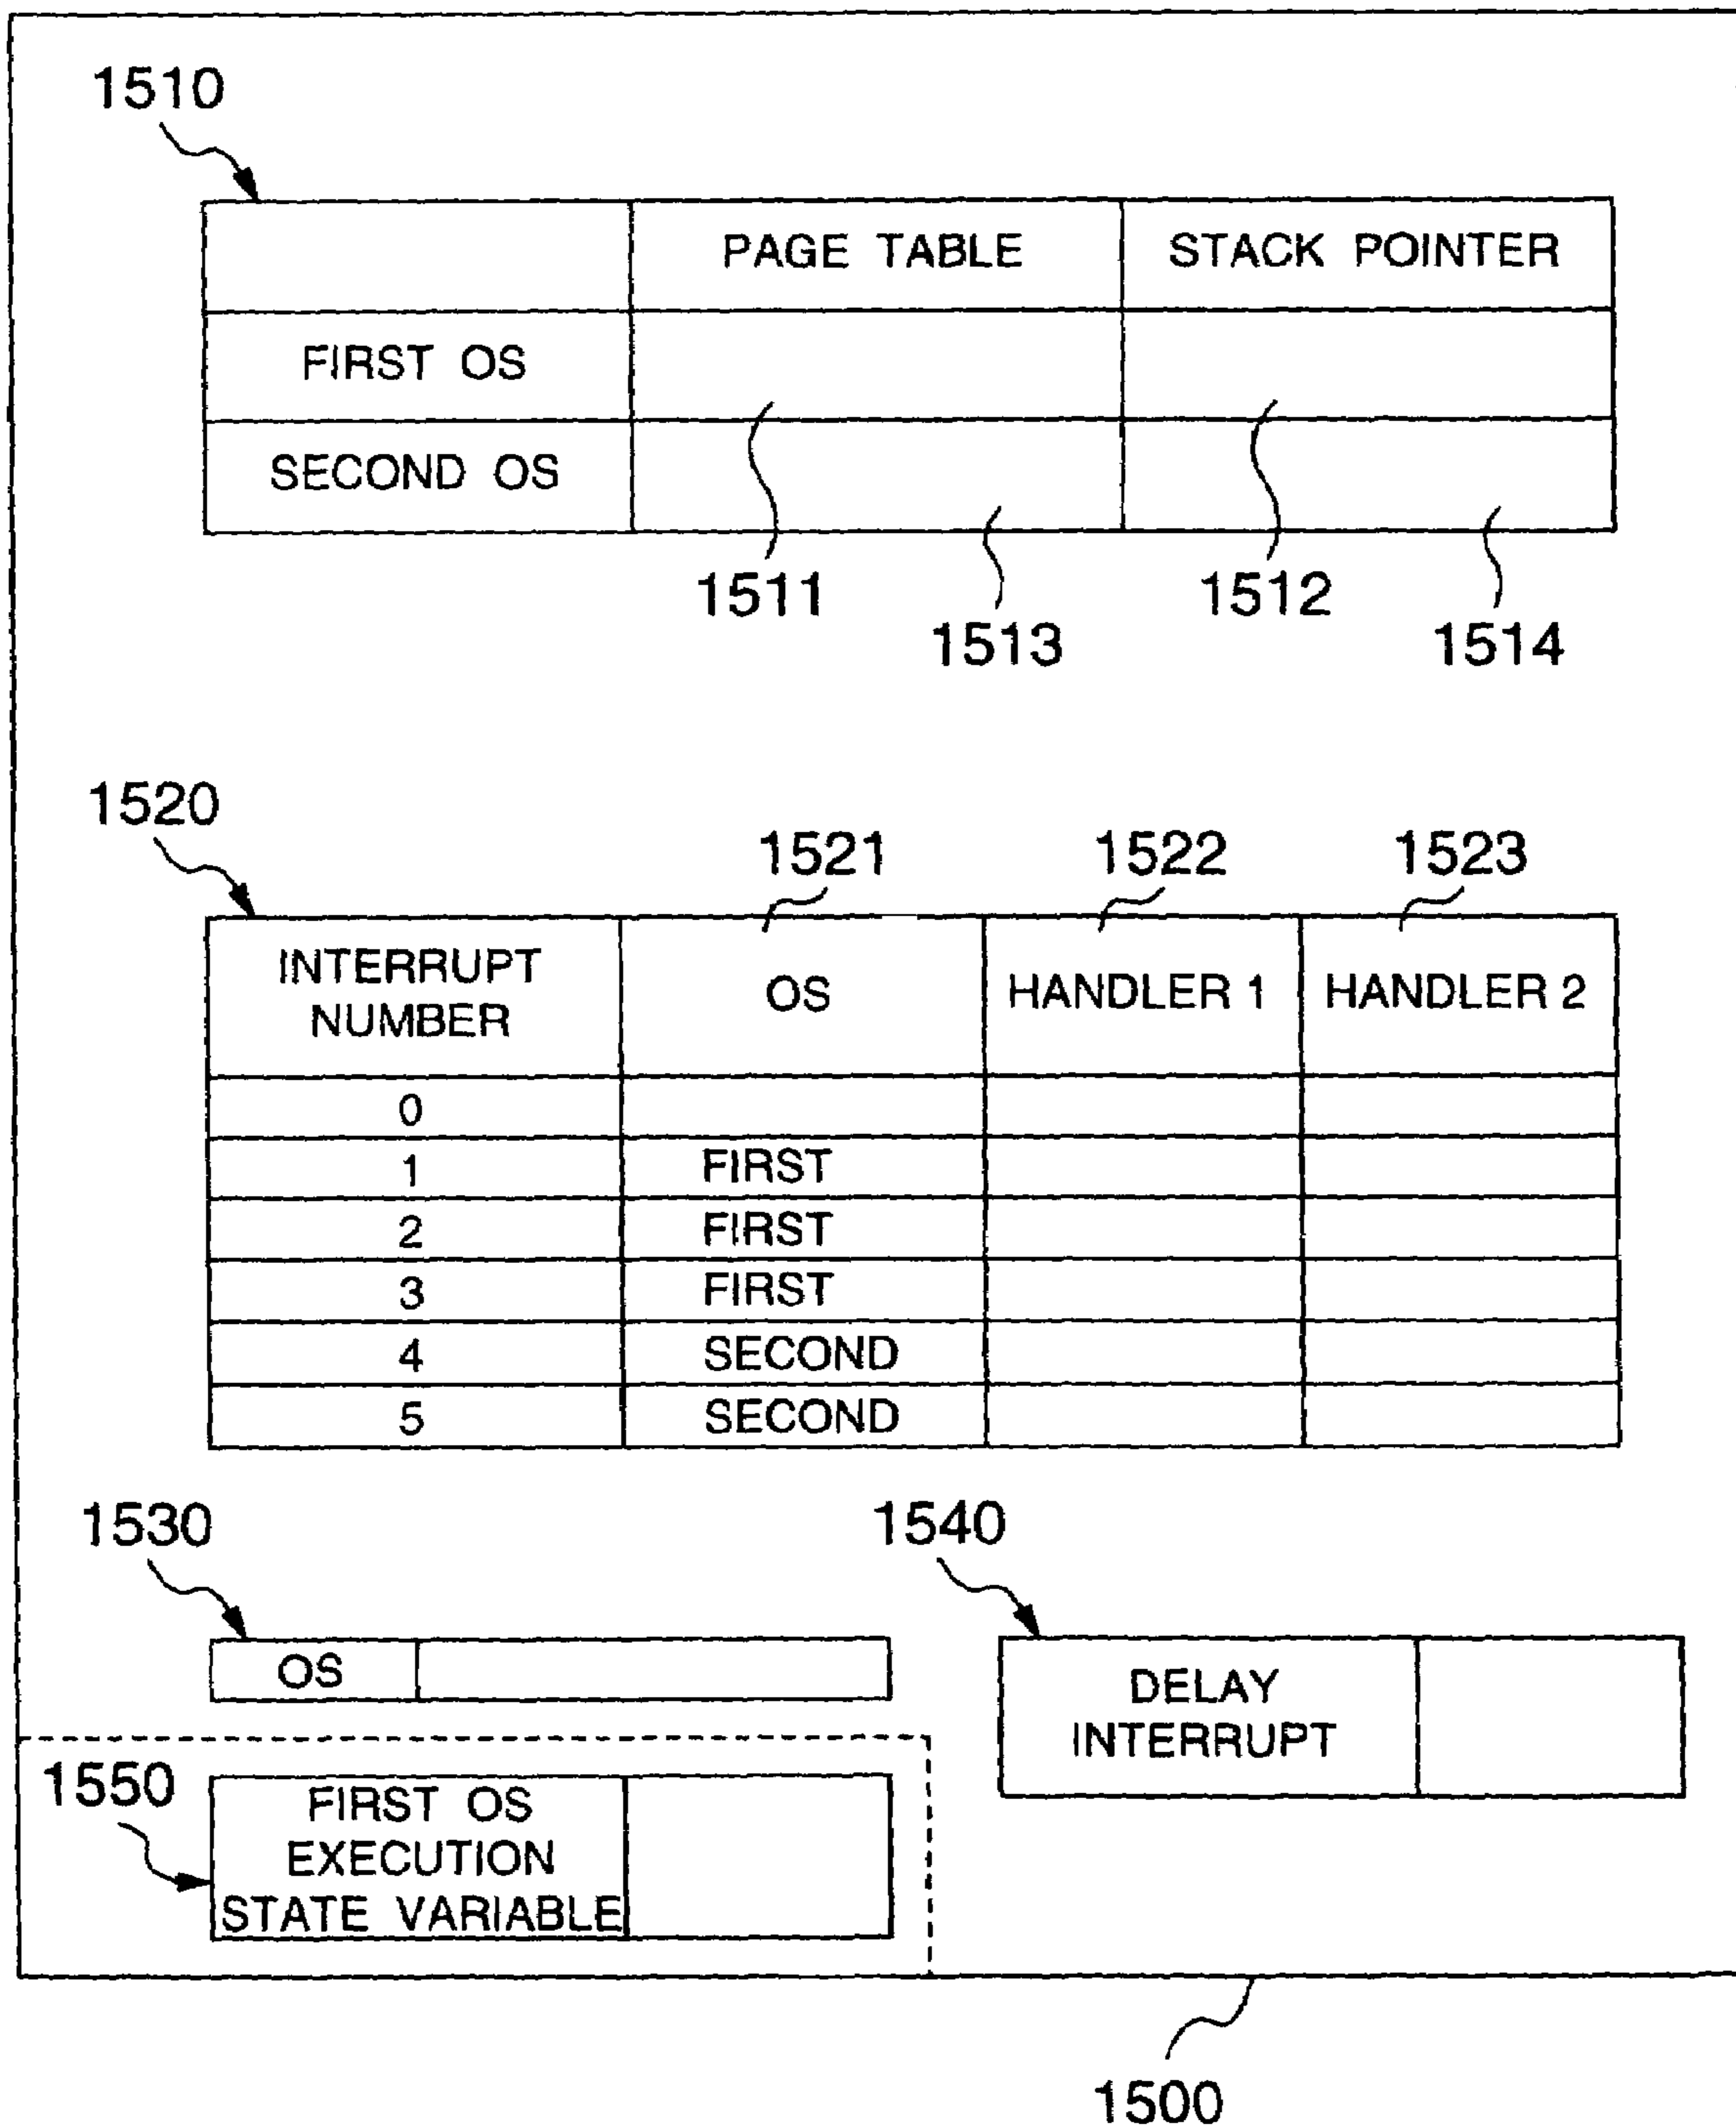 1510
PAGE TABLE STACK POINTER
FIRST OS
SECOND OS
1511 1512
1513 1514
1520
1521 1522 1523
INTERRUPT
NUMBER
OS HANDLER 1 HANDLER 2
0
1 FIRST
2 FIRST
3 FIRST
4 SECOND
5 SECOND
1530 1540
OS
DELAY
INTERRUPT
1550
FIRST OS
EXECUTION
STATE VARIABLE
1500